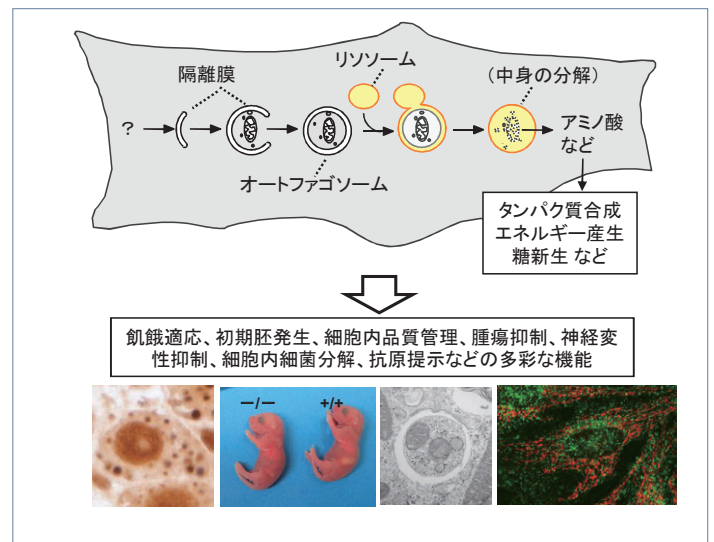 リソソーム
隔離膜
(中身の分解)
?
アミノ酸
など
オートファゴソーム
タンパク質合成
エネルギー産生
糖新生 など
飢餓適応、初期胚発生、細胞内品質管理、腫瘍抑制、神経変
性抑制、細胞内細菌分解、抗原提示などの多彩な機能
−/− +/+